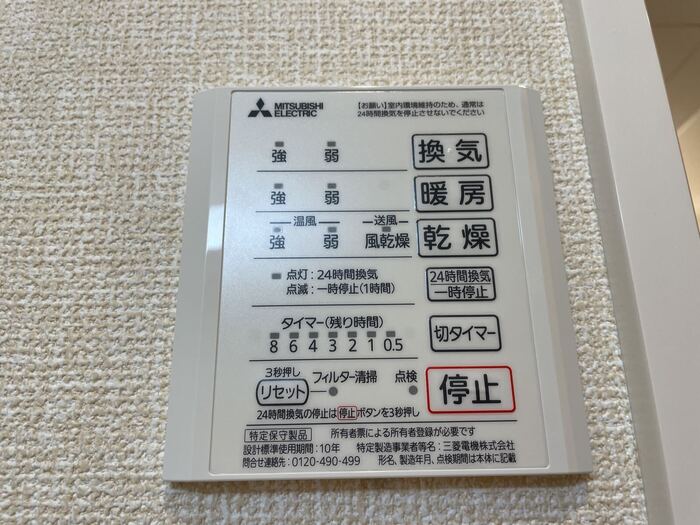 MITSUBISHI
ELECTRIC
【お願い】室内環境維持のため、通常は
24時間換気を停止させないでください
強 弱 換気
強 弱 暖房
温風 送風
強 弱 風乾燥 乾燥
点灯:24時間換気
点滅:一時停止(1時間)
24時間換気
一時停止
タイマー(残り時間)
8 6 4 3 2 1 0.5
切タイマー
3秒押し
リセット フィルター清掃 点検
停止
24時間換気の停止は停止ボタンを3秒押し
特定保守製品 所有者票による所有者登録が必要です
設計標準使用期間:10年 特定製造事業者等名:三菱電機株式会社
問合せ連絡先:0120-490-499 形名、製造年月、点検期間は本体に記載